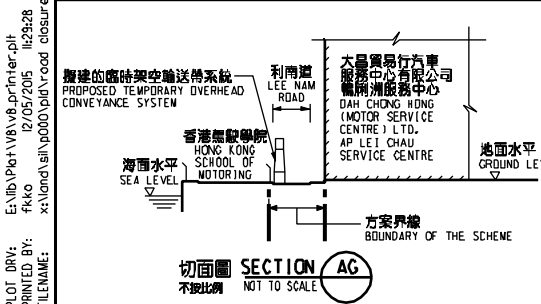 PLOT DRV: E:\lib\Plot\V8\v8_printer.plt
PRINTED BY: fkko 12/05/2015 11:29:28
FILENAME: x:\land\sil\p000\pld\road closure
擬建的臨時架空輸送帶系統
PROPOSED TEMPORARY OVERHEAD
CONVEYANCE SYSTEM
利南道
LEE NAM
ROAD
大昌貿易行汽車
服務中心有限公司
鴨脷洲服務中心
DAH CHONG HONG
(MOTOR SERVICE
CENTRE) LTD.
AP LEI CHAU
SERVICE CENTRE
香港駕駛學院
HONG KONG
SCHOOL OF
MOTORING
海面水平
SEA LEVEL
地面水平
GROUND LE
方案界線
BOUNDARY OF THE SCHEME
切面圖 SECTION AG
不按比例 NOT TO SCALE